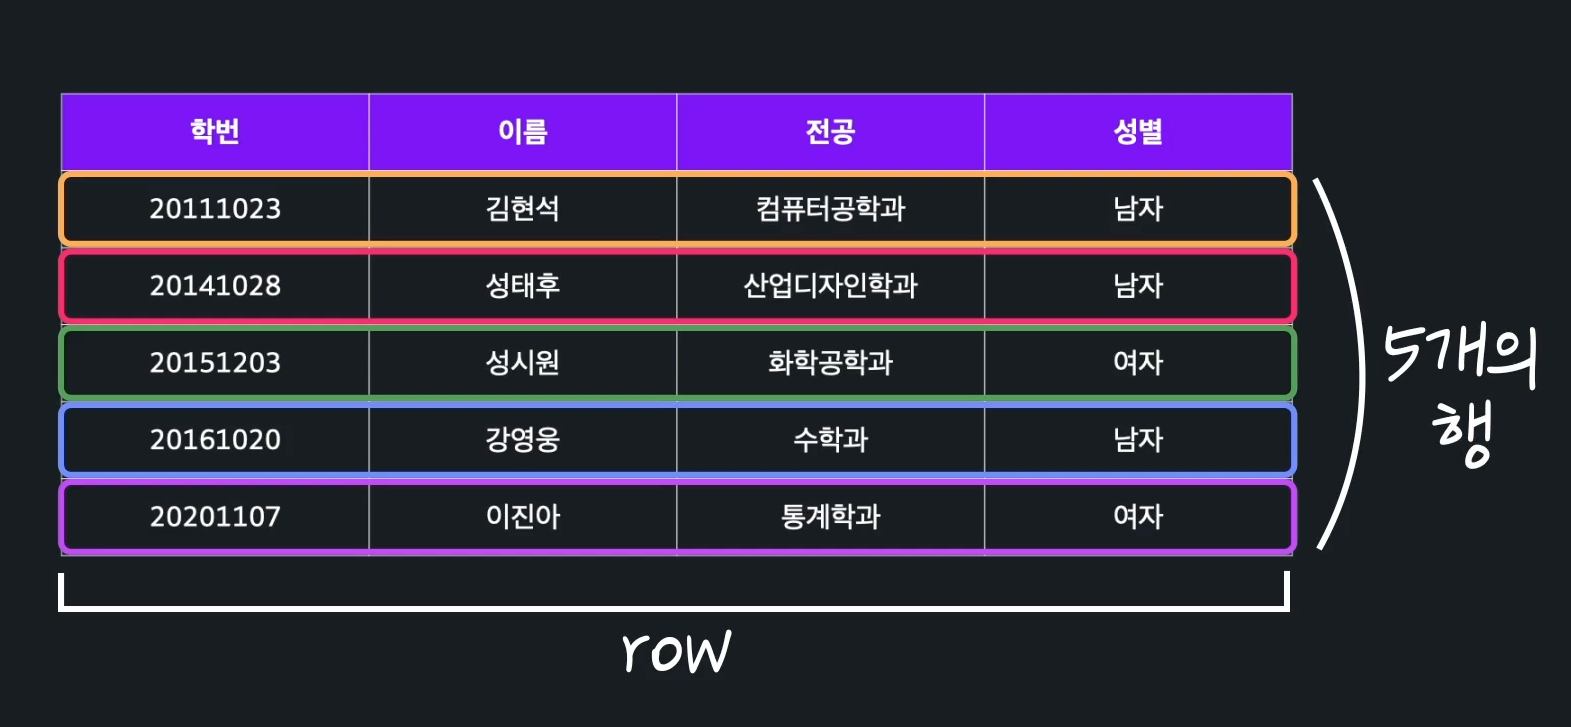 학번 이름 전공 성별
20111023 김현석 컴퓨터공학과 남자
20141028 성태후 산업디자인학과 남자
20151203 성시원 화학공학과 여자
20161020 강영웅 수학과 남자
20201107 이진아 통계학과 여자
5개의
행
row